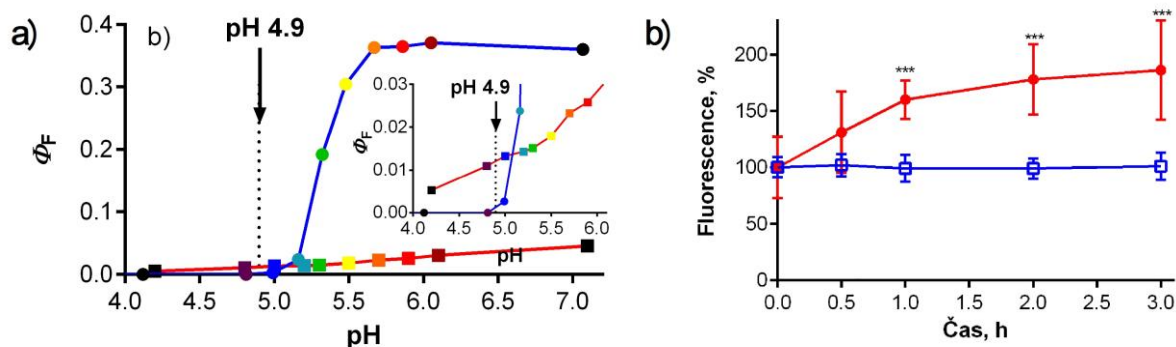 a)
b)
pH 4.9
Φ_F
0.4
0.3
0.2
0.1
0.0
4.0 4.5 5.0 5.5 6.0 6.5 7.0
pH
pH 4.9
Φ_F
0.03
0.02
0.01
0.00
4.0 4.5 5.0 5.5 6.0
pH
b)
Fluorescence, %
200
150
100
50
0
0.0 0.5 1.0 1.5 2.0 2.5 3.0
Čas, h
***
***
***